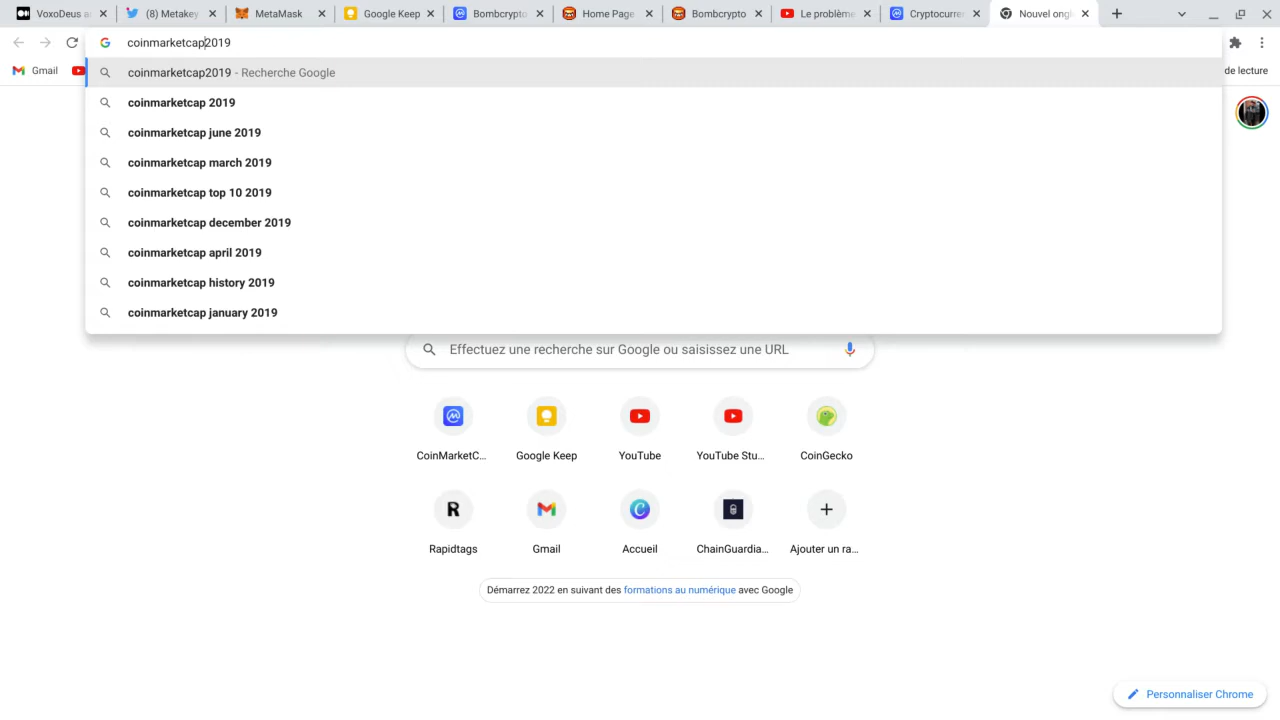 VoxoDeus a
(8) Metakey
MetaMask
Google Keep
Bombcrypto
Home Page
Bombcrypto
Le problème
Cryptocurre
Nouvel ongl
coinmarketcap2019
Gmail
de lecture
coinmarketcap2019 - Recherche Google
coinmarketcap 2019
coinmarketcap june 2019
coinmarketcap march 2019
coinmarketcap top 10 2019
coinmarketcap december 2019
coinmarketcap april 2019
coinmarketcap history 2019
coinmarketcap january 2019
Effectuez une recherche sur Google ou saisissez une URL
CoinMarketC...
Google Keep
YouTube
YouTube Stu...
CoinGecko
Rapidtags
Gmail
Accueil
ChainGuardia...
Ajouter un ra...
Démarrez 2022 en suivant des formations au numérique avec Google
Personnaliser Chrome